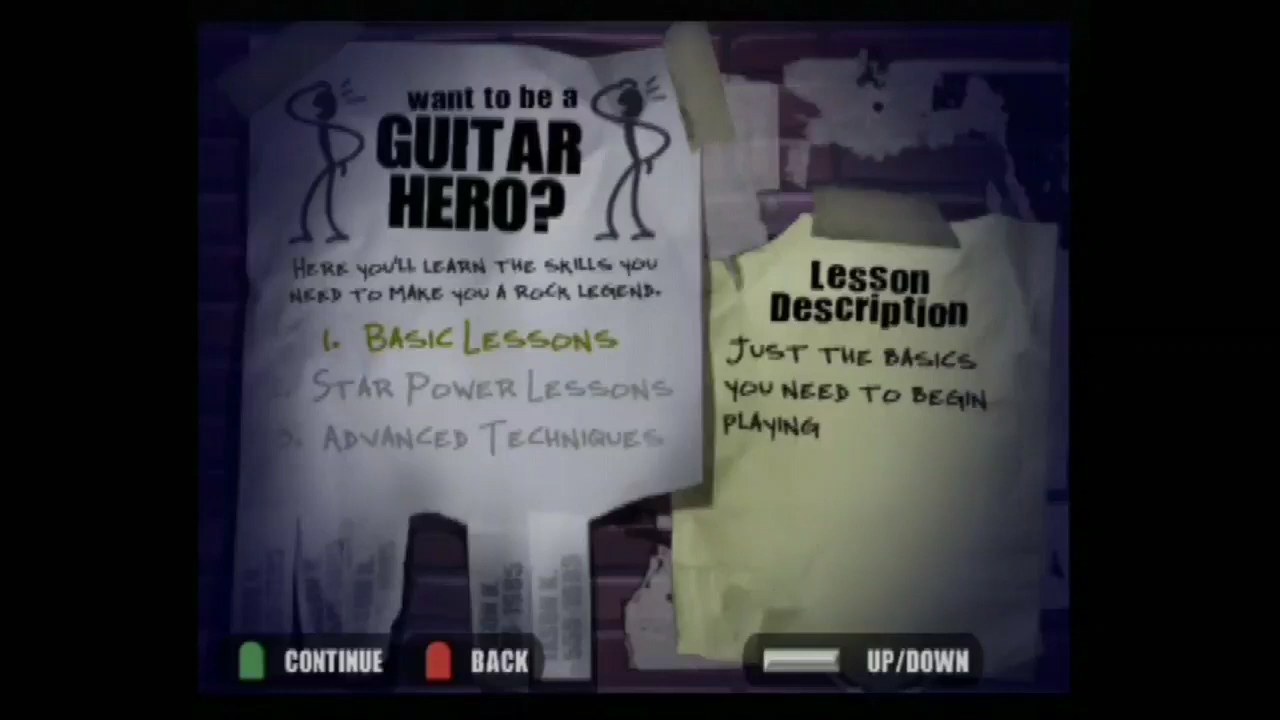 want to be a
GUITAR
HERO?
HERE YOU'LL LEARN THE SKILLS YOU
NEED TO MAKE YOU A ROCK LEGEND.
1. BASIC LESSONS
STAR POWER LESSONS
3. ADVANCED TECHNIQUES
Lesson
Description
JUST THE BASICS
YOU NEED TO BEGIN
PLAYING
CONTINUE
BACK
UP/DOWN